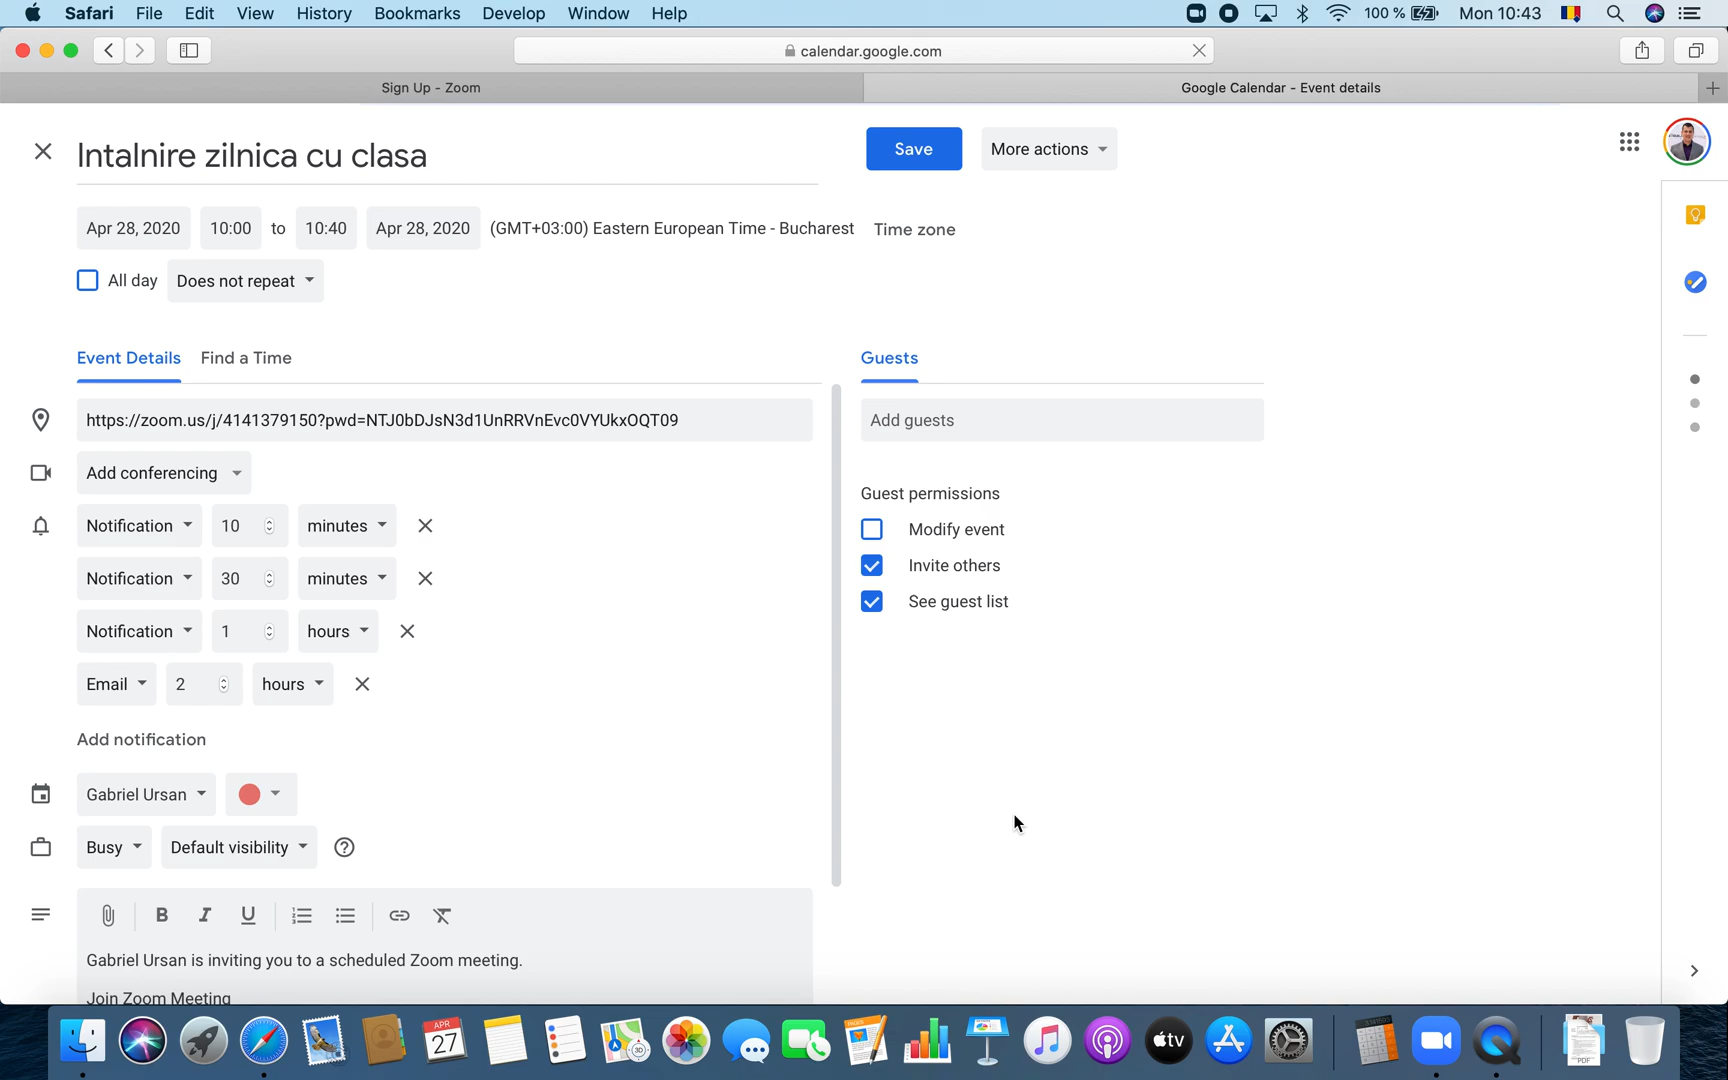 Safari File Edit View History Bookmarks Develop Window Help 100 % Mon 10:43
calendar.google.com
Sign Up - Zoom Google Calendar - Event details
Intalnire zilnica cu clasa Save More actions
Apr 28, 2020 10:00 to 10:40 Apr 28, 2020 (GMT+03:00) Eastern European Time - Bucharest Time zone
All day Does not repeat
Event Details Find a Time Guests
https://zoom.us/j/4141379150?pwd=NTJ0bDJsN3d1UnRRVnEvc0VYUkxOQT09 Add guests
Add conferencing
Guest permissions
Notification 10 minutes Modify event
Invite others
Notification 30 minutes
See guest list
Notification 1 hours
Email 2 hours
Add notification
Gabriel Ursan
Busy Default visibility
B I U
Gabriel Ursan is inviting you to a scheduled Zoom meeting.
Join Zoom Meeting
APR
27
3D
PAGES
tv
PDF